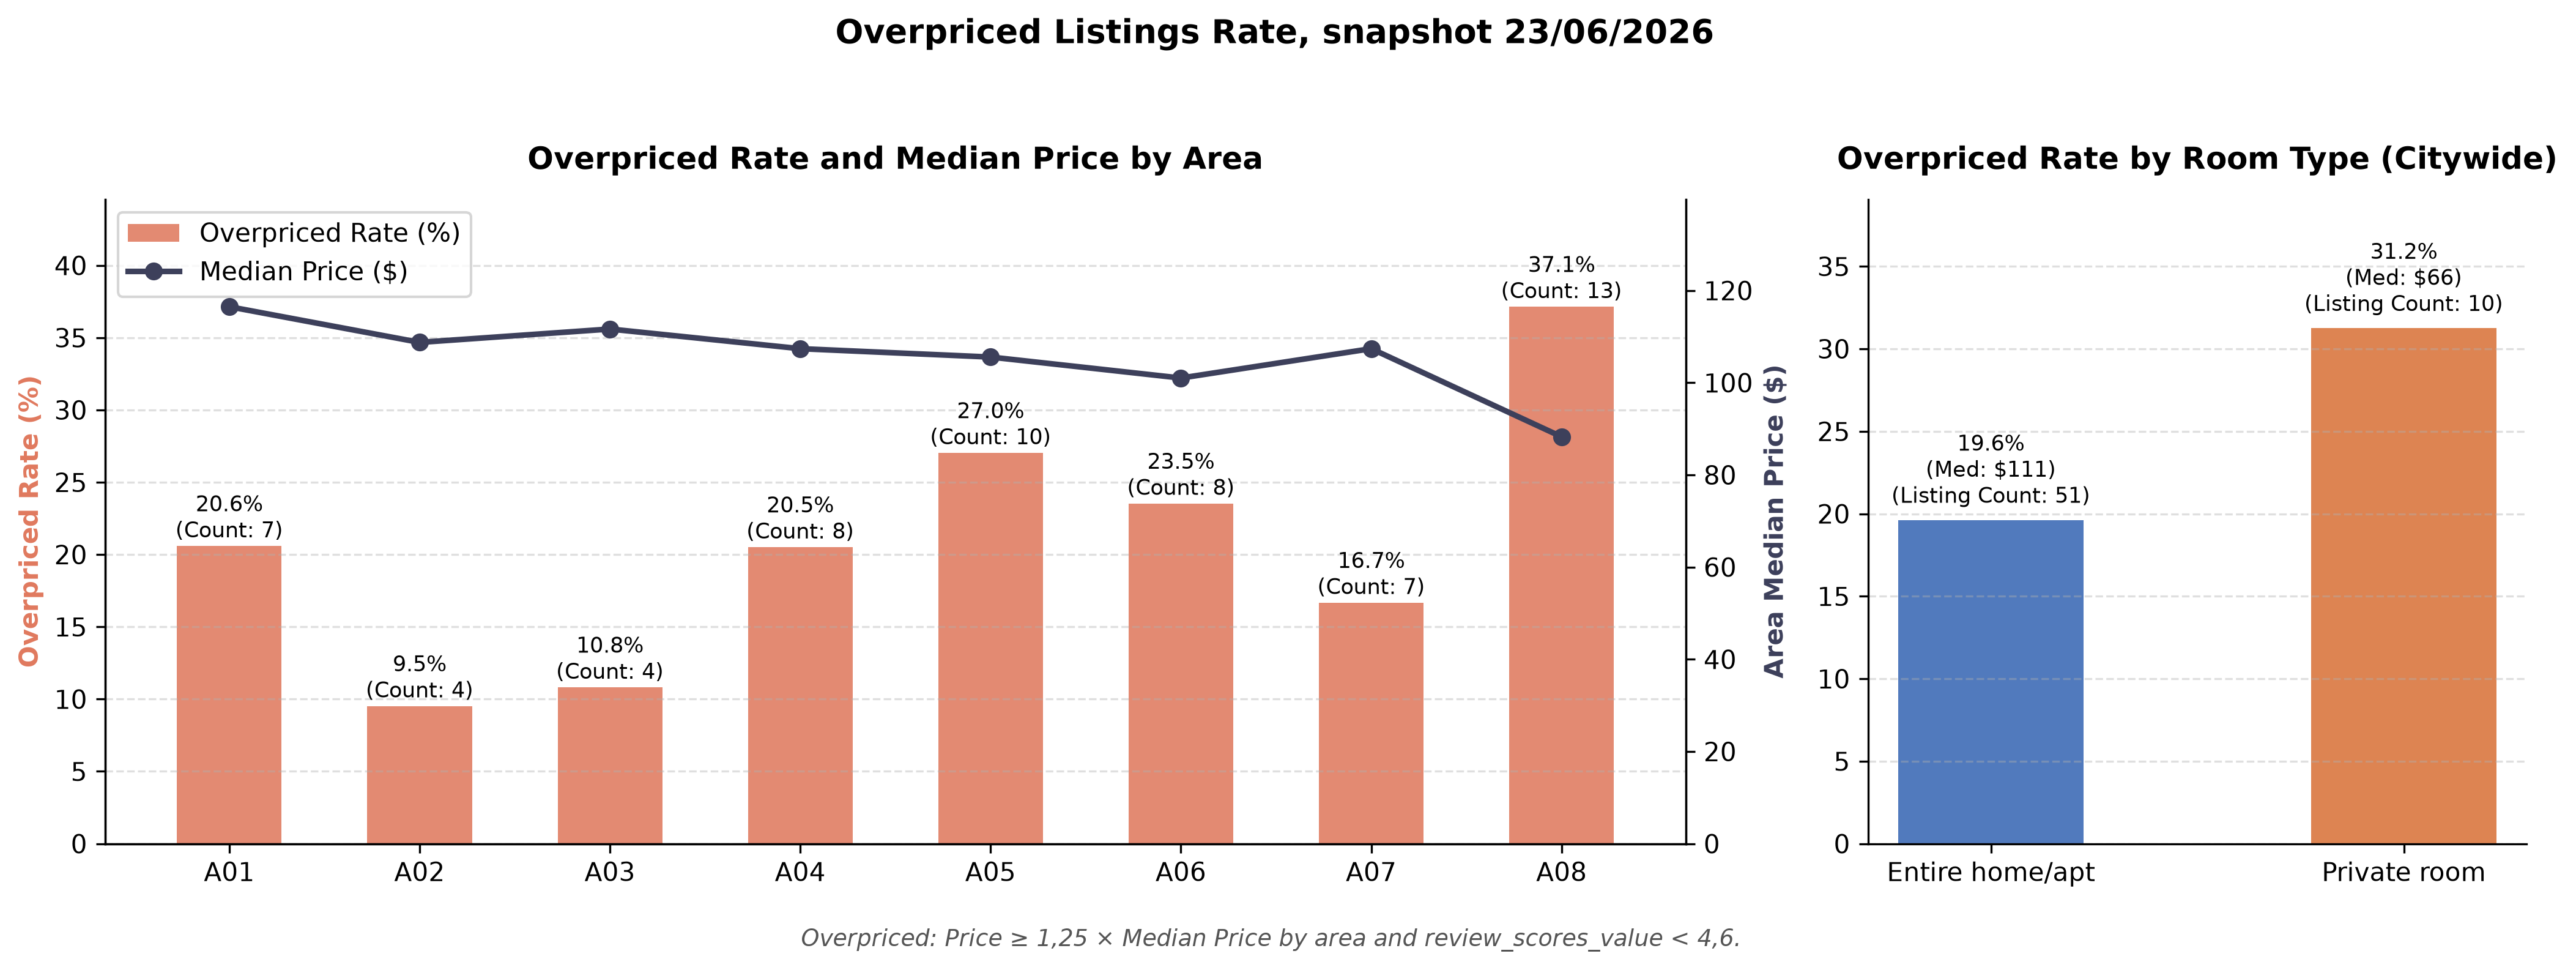 Overpriced Listings Rate, snapshot 23/06/2026
Overpriced Rate and Median Price by Area
Overpriced Rate (%)
Median Price ($)
Overpriced Rate (%)
40
35
30
25
20
15
10
5
0
20.6%
(Count: 7)
9.5%
(Count: 4)
10.8%
(Count: 4)
20.5%
(Count: 8)
27.0%
(Count: 10)
23.5%
(Count: 8)
16.7%
(Count: 7)
37.1%
(Count: 13)
A01
A02
A03
A04
A05
A06
A07
A08
120
100
80
60
40
20
0
Area Median Price ($)
Overpriced Rate by Room Type (Citywide)
35
30
25
20
15
10
5
0
19.6%
(Med: $111)
(Listing Count: 51)
31.2%
(Med: $66)
(Listing Count: 10)
Entire home/apt
Private room
Overpriced: Price ≥ 1,25 × Median Price by area and review_scores_value < 4,6.